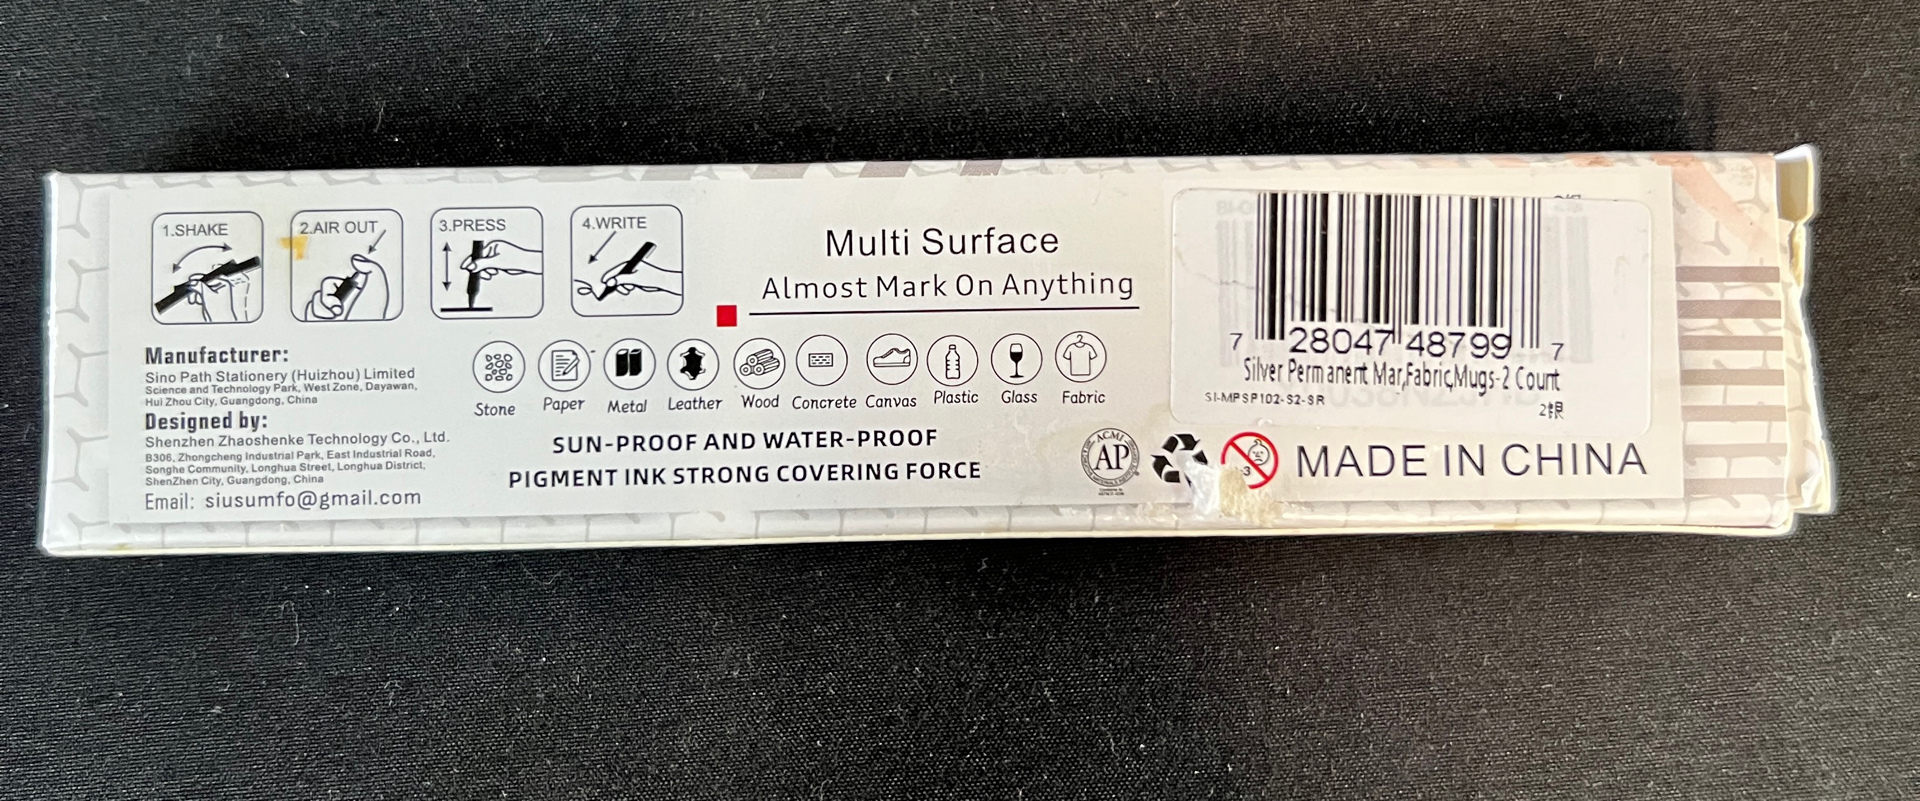 1.SHAKE
2.AIR OUT
3.PRESS
4.WRITE
Multi Surface
Almost Mark On Anything
Manufacturer:
Sino Path Stationery (Huizhou) Limited
Science and Technology Park, West Zone, Dayawan,
Hui Zhou City, Guangdong, China
Designed by:
Shenzhen Zhaoshenke Technology Co., Ltd.
B306, Zhongcheng Industrial Park, East Industrial Road,
Songhe Community, Longhua Street, Longhua District,
ShenZhen City, Guangdong, China
Email: siusumfo@gmail.com
Stone
Paper
Metal
Leather
Wood
Concrete
Canvas
Plastic
Glass
Fabric
SUN-PROOF AND WATER-PROOF
PIGMENT INK STRONG COVERING FORCE
7 28047 48799 7
Silver Permanent Mar,Fabric,Mugs-2 Count
SI-MPSP102-S2-SR
2银
ACMI
AP
-3
MADE IN CHINA